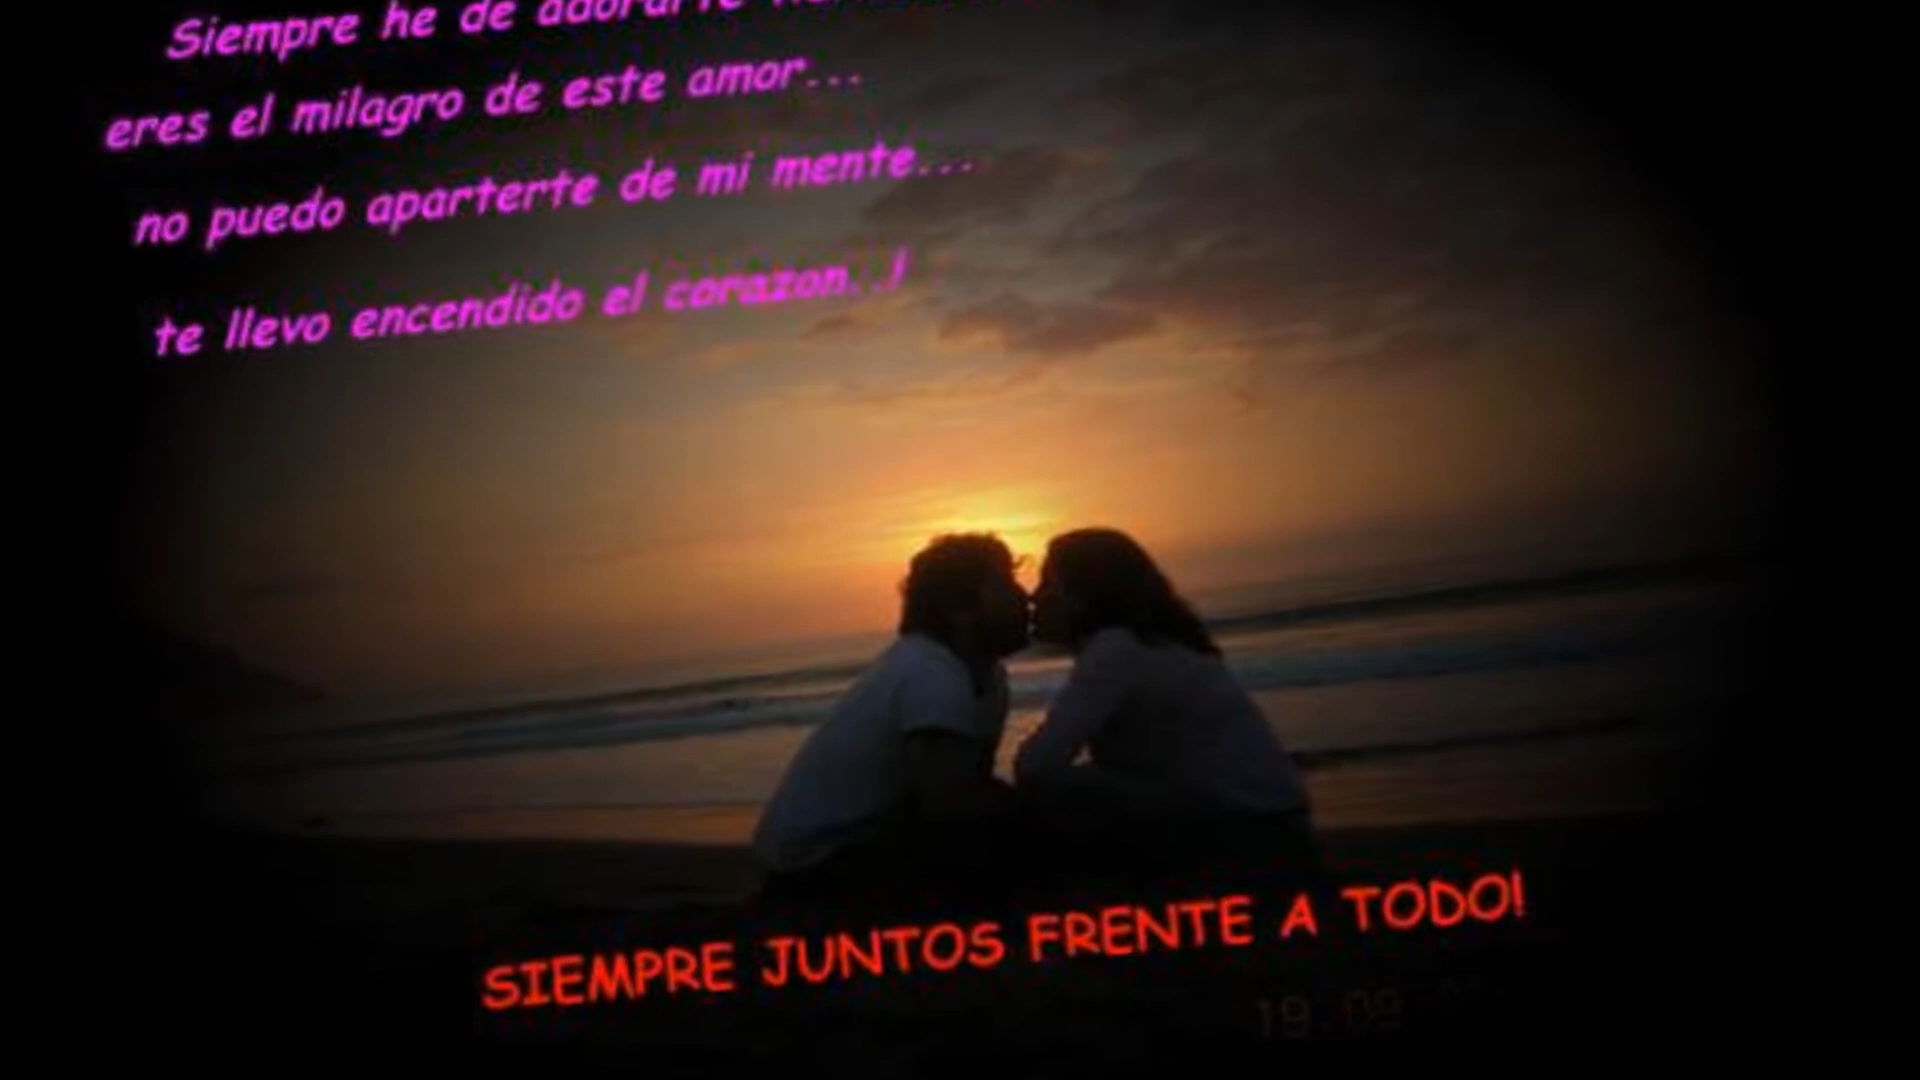 Siempre he de adorarte
eres el milagro de este amor...
no puedo aparterte de mi mente...
te llevo encendido el corazon..!
SIEMPRE JUNTOS FRENTE A TODO!